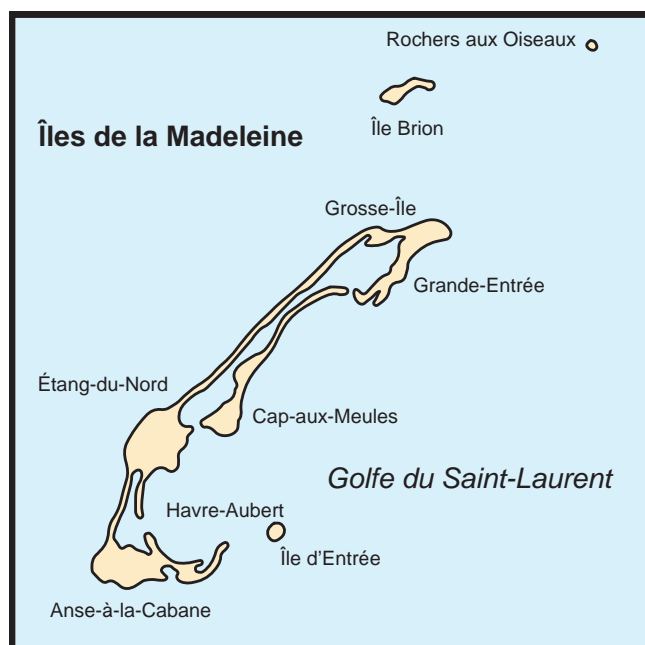 Rochers aux Oiseaux
Île Brion
Îles de la Madeleine
Grosse-Île
Grande-Entrée
Étang-du-Nord
Cap-aux-Meules
Golfe du Saint-Laurent
Havre-Aubert
Île d'Entrée
Anse-à-la-Cabane